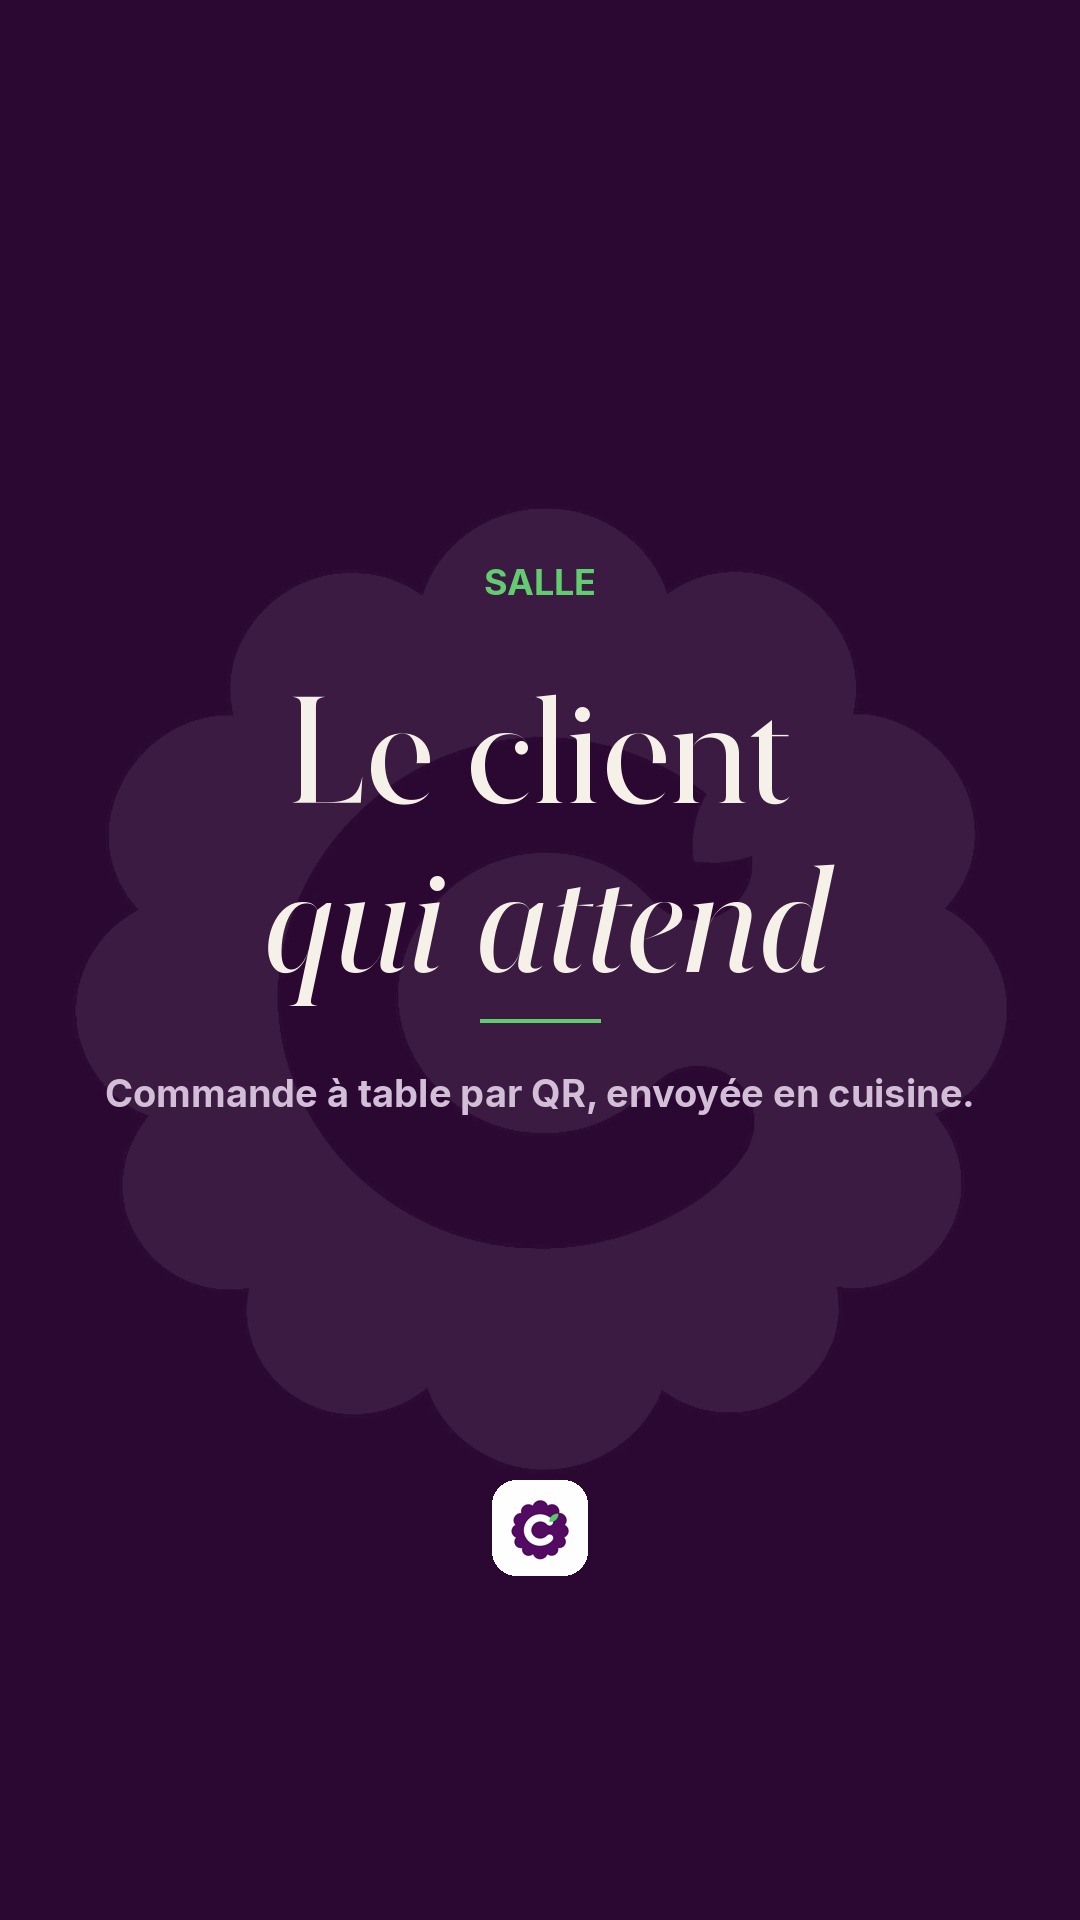 SALLE
Le client
qui attend
Commande à table par QR, envoyée en cuisine.